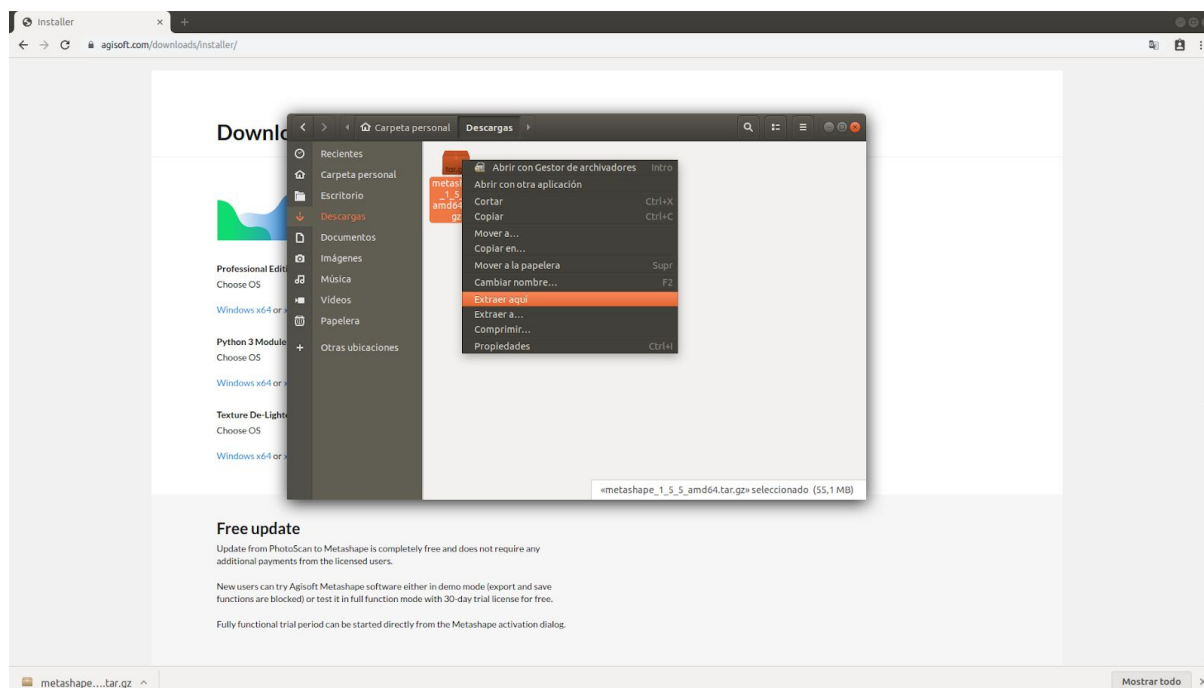 Installer
agisoft.com/downloads/installer/
Carpeta personal
Descargas
Recientes
Carpeta personal
Escritorio
Descargas
Documentos
Imágenes
Música
Vídeos
Papelera
Otras ubicaciones
_1_5_
amd64
gz
Abrir con Gestor de archivadores Intro
Abrir con otra aplicación
Cortar Ctrl+X
Copiar Ctrl+C
Mover a...
Copiar en...
Mover a la papelera Supr
Cambiar nombre... F2
Extraer aquí
Extraer a...
Comprimir...
Propiedades Ctrl+I
«metashape_1_5_5_amd64.tar.gz» seleccionado (55,1 MB)
Professional
Choose OS
Windows x64 or
Python 3 Module
Choose OS
Windows x64 or
Texture
Choose OS
Windows x64 or
Free update
Update from PhotoScan to Metashape is completely free and does not require any
additional payments from the licensed users.
New users can try Agisoft Metashape software either in demo mode (export and save
functions are blocked) or test it in full function mode with 30-day trial license for free.
Fully functional trial period can be started directly from the Metashape activation dialog.
metashape....tar.gz
Mostrar todo